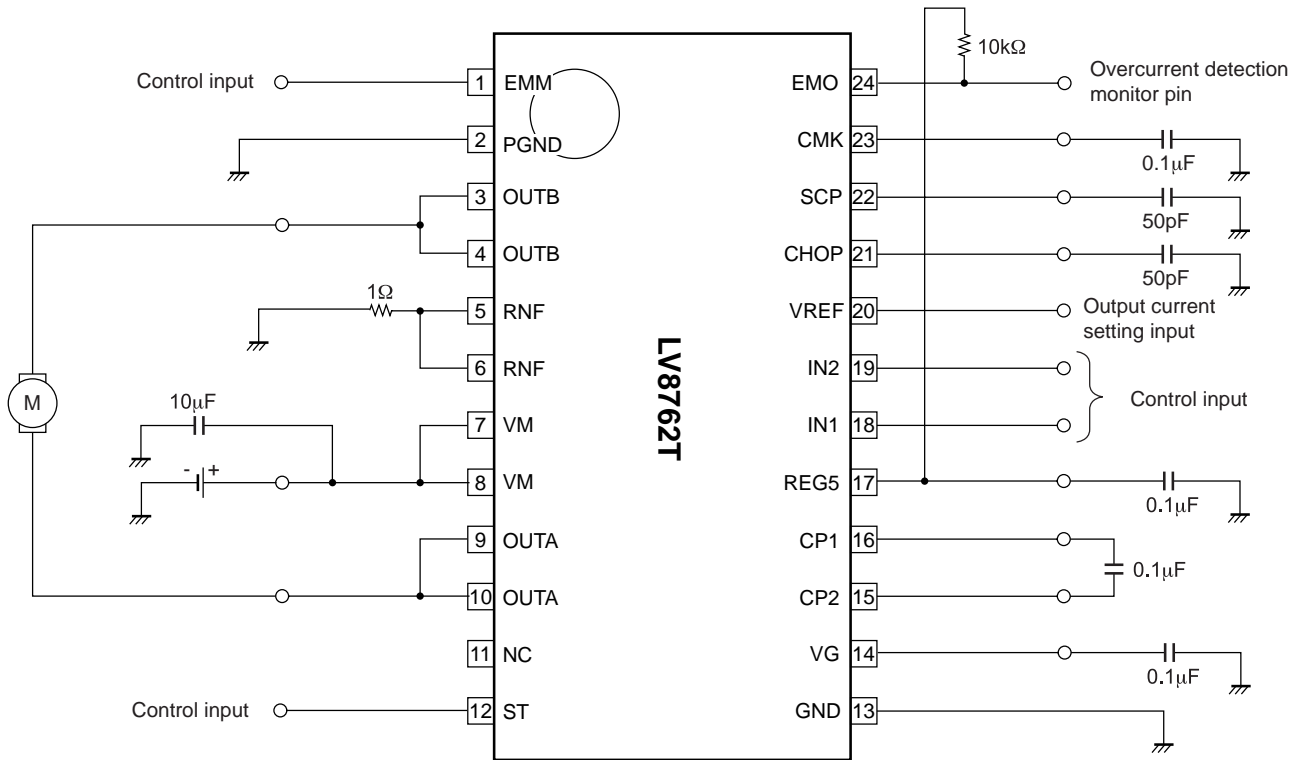 10kΩ
Control input
1 EMM
EMO 24
Overcurrent detection
monitor pin
2 PGND
CMK 23
0.1µF
3 OUTB
SCP 22
50pF
4 OUTB
CHOP 21
50pF
1Ω
5 RNF
VREF 20
Output current
setting input
6 RNF
IN2 19
LV8762T
M
Control input
10µF
7 VM
IN1 18
- +
8 VM
REG5 17
0.1µF
9 OUTA
CP1 16
0.1µF
10 OUTA
CP2 15
11 NC
VG 14
0.1µF
Control input
12 ST
GND 13